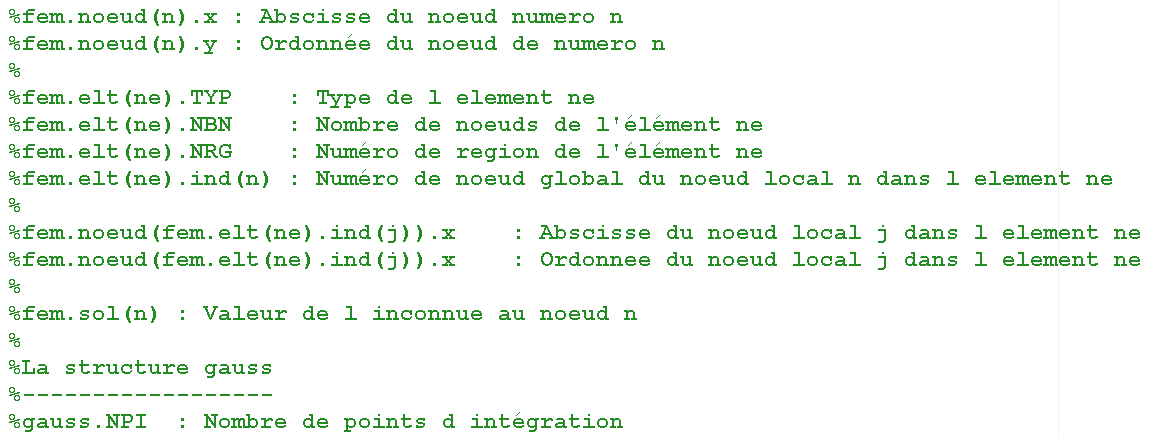 %fem.noeud(n).x : Abscisse du noeud numero n
%fem.noeud(n).y : Ordonnée du noeud de numero n
%
%fem.elt(ne).TYP    : Type de l element ne
%fem.elt(ne).NBN    : Nombre de noeuds de l'élément ne
%fem.elt(ne).NRG    : Numéro de region de l'élément ne
%fem.elt(ne).ind(n) : Numéro de noeud global du noeud local n dans l element ne
%
%fem.noeud(fem.elt(ne).ind(j)).x    : Abscisse du noeud local j dans l element ne
%fem.noeud(fem.elt(ne).ind(j)).x    : Ordonnee du noeud local j dans l element ne
%
%fem.sol(n) : Valeur de l inconnue au noeud n
%
%La structure gauss
%------------------
%gauss.NPI  : Nombre de points d intégration